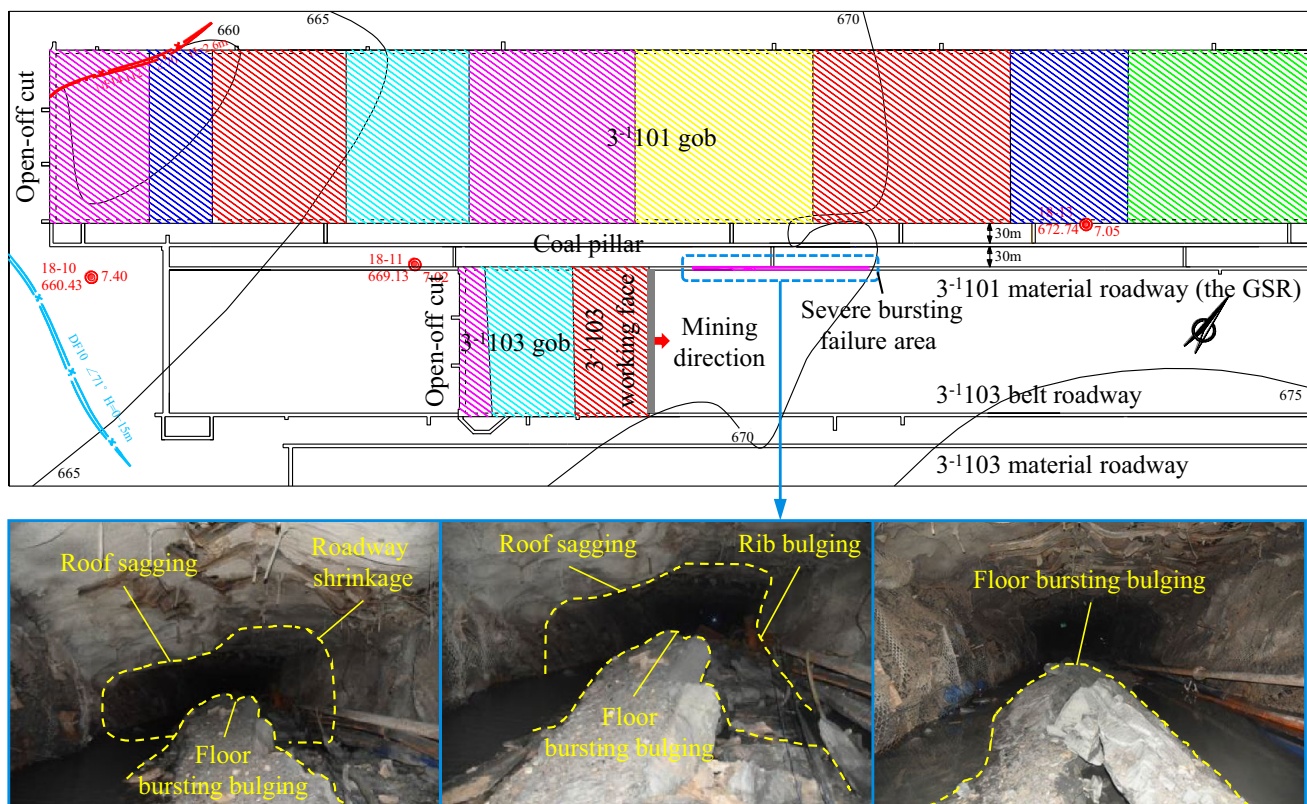 665
670
660
Open-off cut
3-1101 gob
18-10
660.43
7.40
18-11
669.13
7.02
Coal pillar
30m
30m
672.74
7.05
3-1101 material roadway (the GSR)
Severe bursting
failure area
Mining
direction
Open-off cut
3-1103 gob
3-1103
working face
DF10 ∠71°
3-1103 belt roadway
675
670
665
3-1103 material roadway
Roof sagging
Roadway
shrinkage
Floor
bursting bulging
Roof sagging
Rib bulging
Floor
bursting bulging
Floor bursting bulging